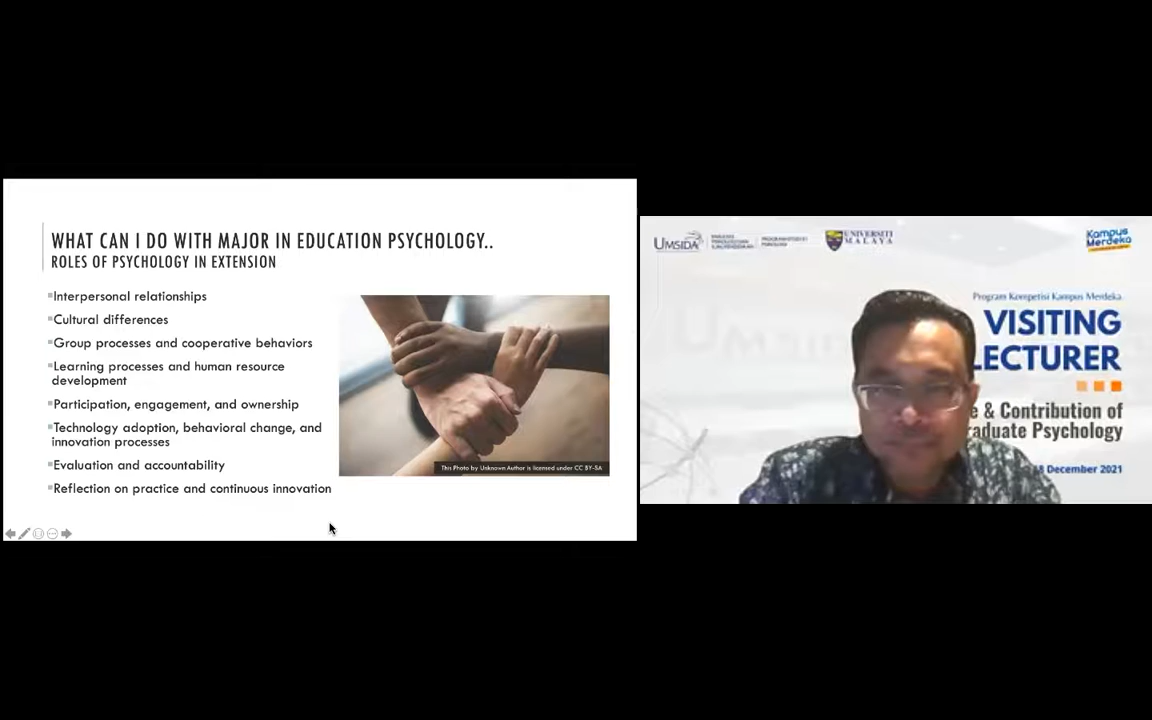 WHAT CAN I DO WITH MAJOR IN EDUCATION PSYCHOLOGY..
ROLES OF PSYCHOLOGY IN EXTENSION
Interpersonal relationships
Cultural differences
Group processes and cooperative behaviors
Learning processes and human resource
development
Participation, engagement, and ownership
Technology adoption, behavioral change, and
innovation processes
Evaluation and accountability
Reflection on practice and continuous innovation
This Photo by Unknown Author is licensed under CC BY-SA
UMSIDA
UNIVERSITI
MALAYA
Kampus
Merdeka
Program Kompetisi Kampus Merdeka
VISITING
LECTURER
e & Contribution of
raduate Psychology
8 December 2021